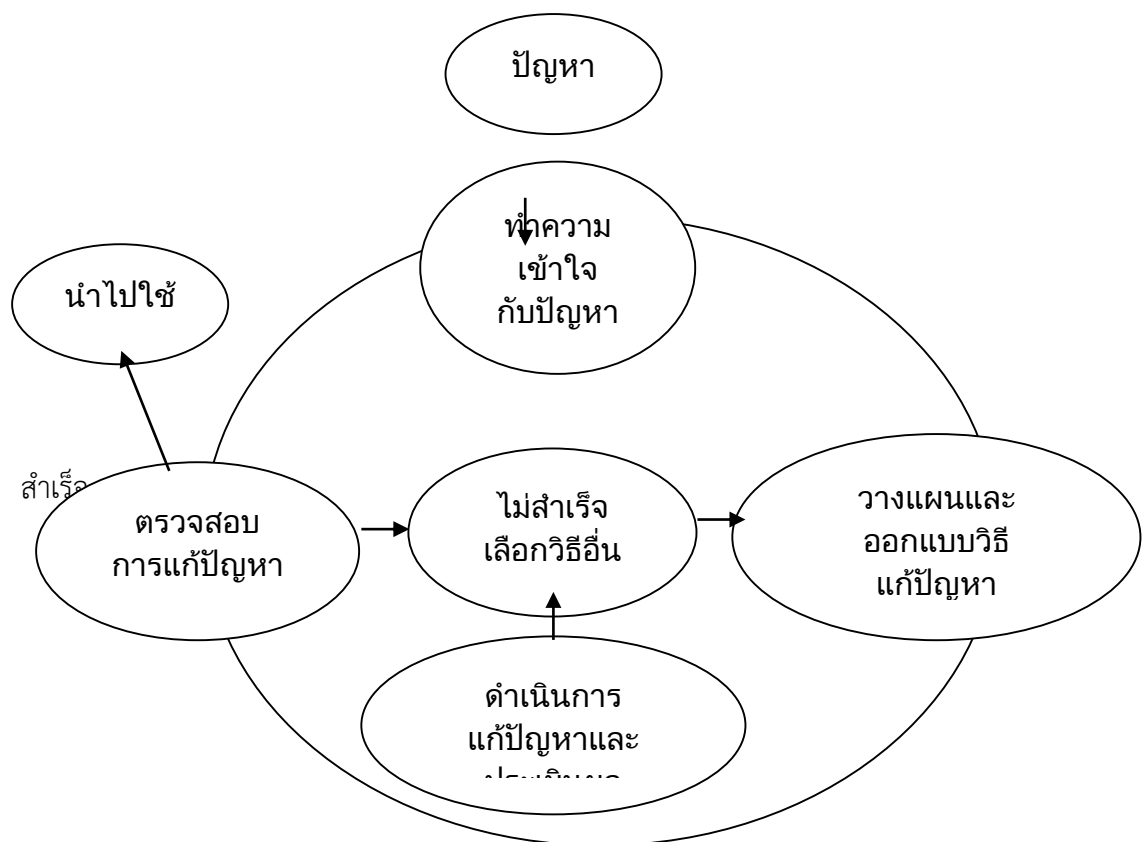 ปัญหา
ทำความ
เข้าใจ
กับปัญหา
นำไปใช้
ตรวจสอบ
การแก้ปัญหา
ไม่สำเร็จ
เลือกวิธีอื่น
วางแผนและ
ออกแบบวิธี
แก้ปัญหา
ดำเนินการ
แก้ปัญหาและ